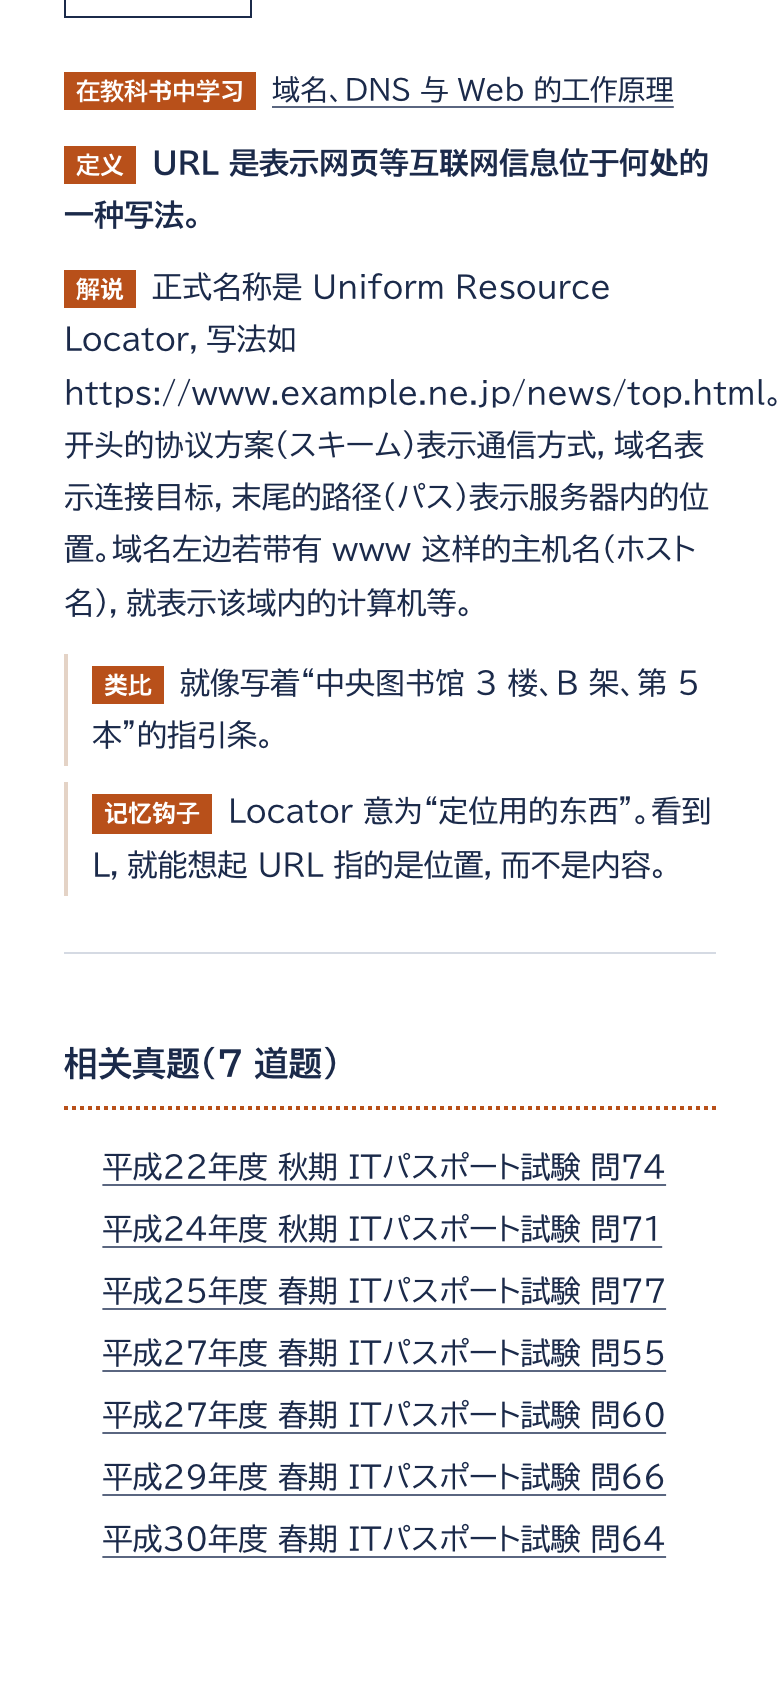 在教科书中学习 域名、DNS 与 Web 的工作原理
定义 URL 是表示网页等互联网信息位于何处的
一种写法。
解说 正式名称是 Uniform Resource
Locator，写法如
https://www.example.ne.jp/news/top.html。
开头的协议方案（スキーム）表示通信方式，域名表
示连接目标，末尾的路径（パス）表示服务器内的位
置。域名左边若带有 www 这样的主机名（ホスト
名），就表示该域内的计算机等。
类比 就像写着“中央图书馆 3 楼、B 架、第 5
本”的指引条。
记忆钩子 Locator 意为“定位用的东西”。看到
L，就能想起 URL 指的是位置，而不是内容。
相关真题（7 道题）
平成22年度 秋期 ITパスポート試験 問74
平成24年度 秋期 ITパスポート試験 問71
平成25年度 春期 ITパスポート試験 問77
平成27年度 春期 ITパスポート試験 問55
平成27年度 春期 ITパスポート試験 問60
平成29年度 春期 ITパスポート試験 問66
平成30年度 春期 ITパスポート試験 問64